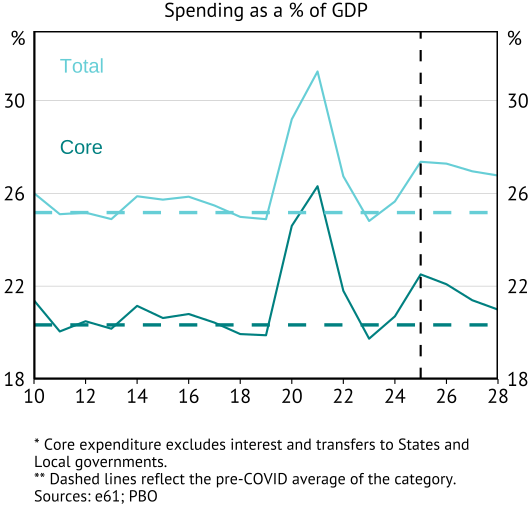 Spending as a % of GDP
% %
Total
30 30
Core
26 26
22 22
18 18
10 12 14 16 18 20 22 24 26 28
* Core expenditure excludes interest and transfers to States and
Local governments.
** Dashed lines reflect the pre-COVID average of the category.
Sources: e61; PBO